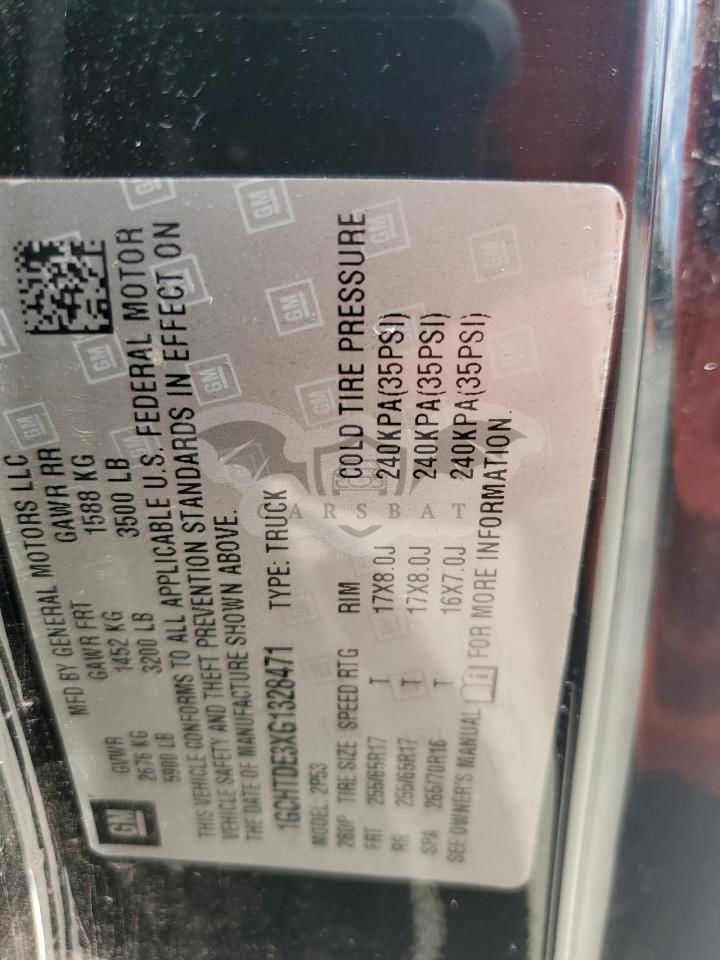 GM
MFD BY GENERAL MOTORS LLC
GVWR GAWR FRT GAWR RR
2676 KG 1452 KG 1588 KG
5900 LB 3200 LB 3500 LB
THIS VEHICLE CONFORMS TO ALL APPLICABLE U.S. FEDERAL MOTOR
VEHICLE SAFETY AND THEFT PREVENTION STANDARDS IN EFFECT ON
THE DATE OF MANUFACTURE SHOWN ABOVE.
1GCHTDE3XG1328471 TYPE: TRUCK
MODEL: 2P53
280P TIRE SIZE SPEED RTG RIM COLD TIRE PRESSURE
FRT 255/65R17 T 17X8.0J 240KPA(35PSI)
RR 255/65R17 T 17X8.0J 240KPA(35PSI)
SPA 265/70R16 T 16X7.0J 240KPA(35PSI)
SEE OWNER'S MANUAL FOR MORE INFORMATION.
CARSBAT